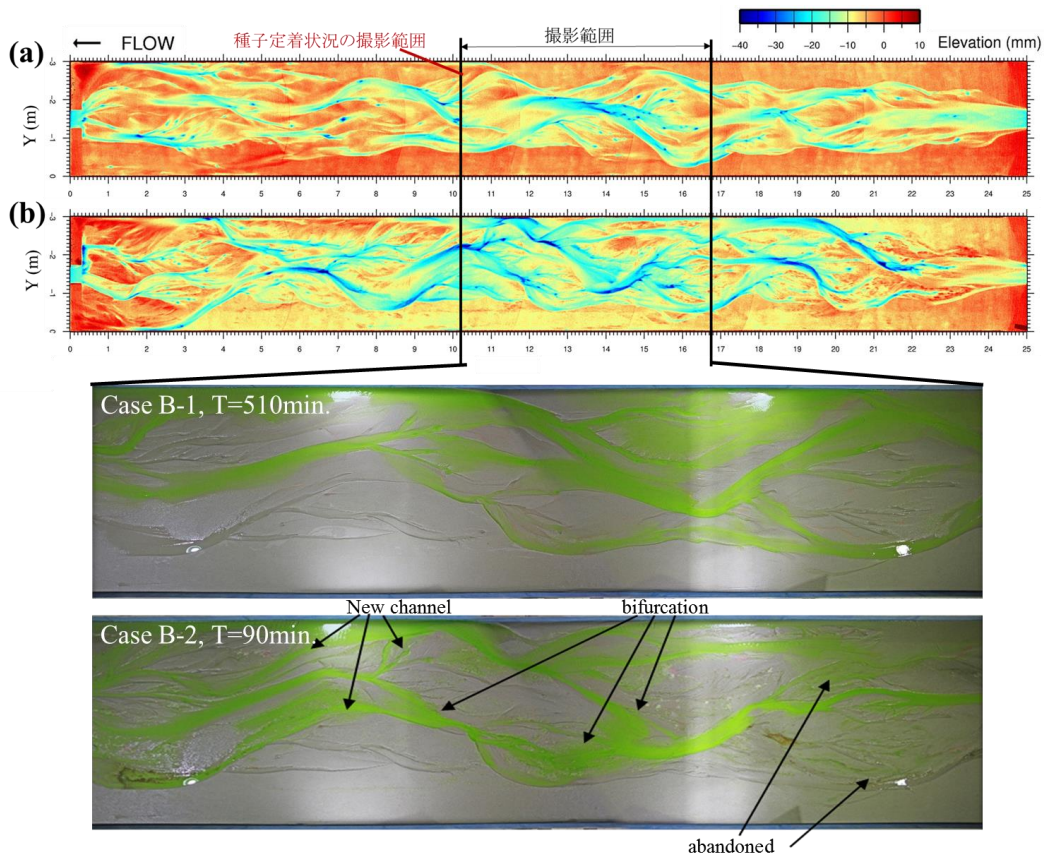 (a)
FLOW
種子定着状況の撮影範囲
撮影範囲
-40 -30 -20 -10 0 10
Elevation (mm)
Y (m)
-3
-2
-1
0
0 1 2 3 4 5 6 7 8 9 10 11 12 13 14 15 16 17 18 19 20 21 22 23 24 25
(b)
Y (m)
-3
-2
-1
0
0 1 2 3 4 5 6 7 8 9 10 11 12 13 14 15 16 17 18 19 20 21 22 23 24 25
Case B-1, T=510min.
New channel
bifurcation
Case B-2, T=90min.
abandoned